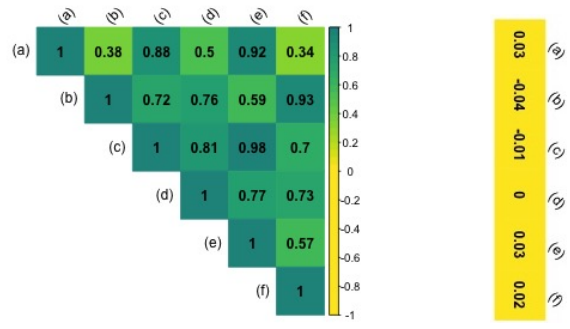 (a) (b) (c) (d) (e) (f)
(a) 1 0.38 0.88 0.5 0.92 0.34
(b) 1 0.72 0.76 0.59 0.93
(c) 1 0.81 0.98 0.7
(d) 1 0.77 0.73
(e) 1 0.57
(f) 1
1
0.8
0.6
0.4
0.2
0
-0.2
-0.4
-0.6
-0.8
-1
0.03 (a)
-0.04 (b)
-0.01 (c)
0 (d)
0.03 (e)
0.02 (f)